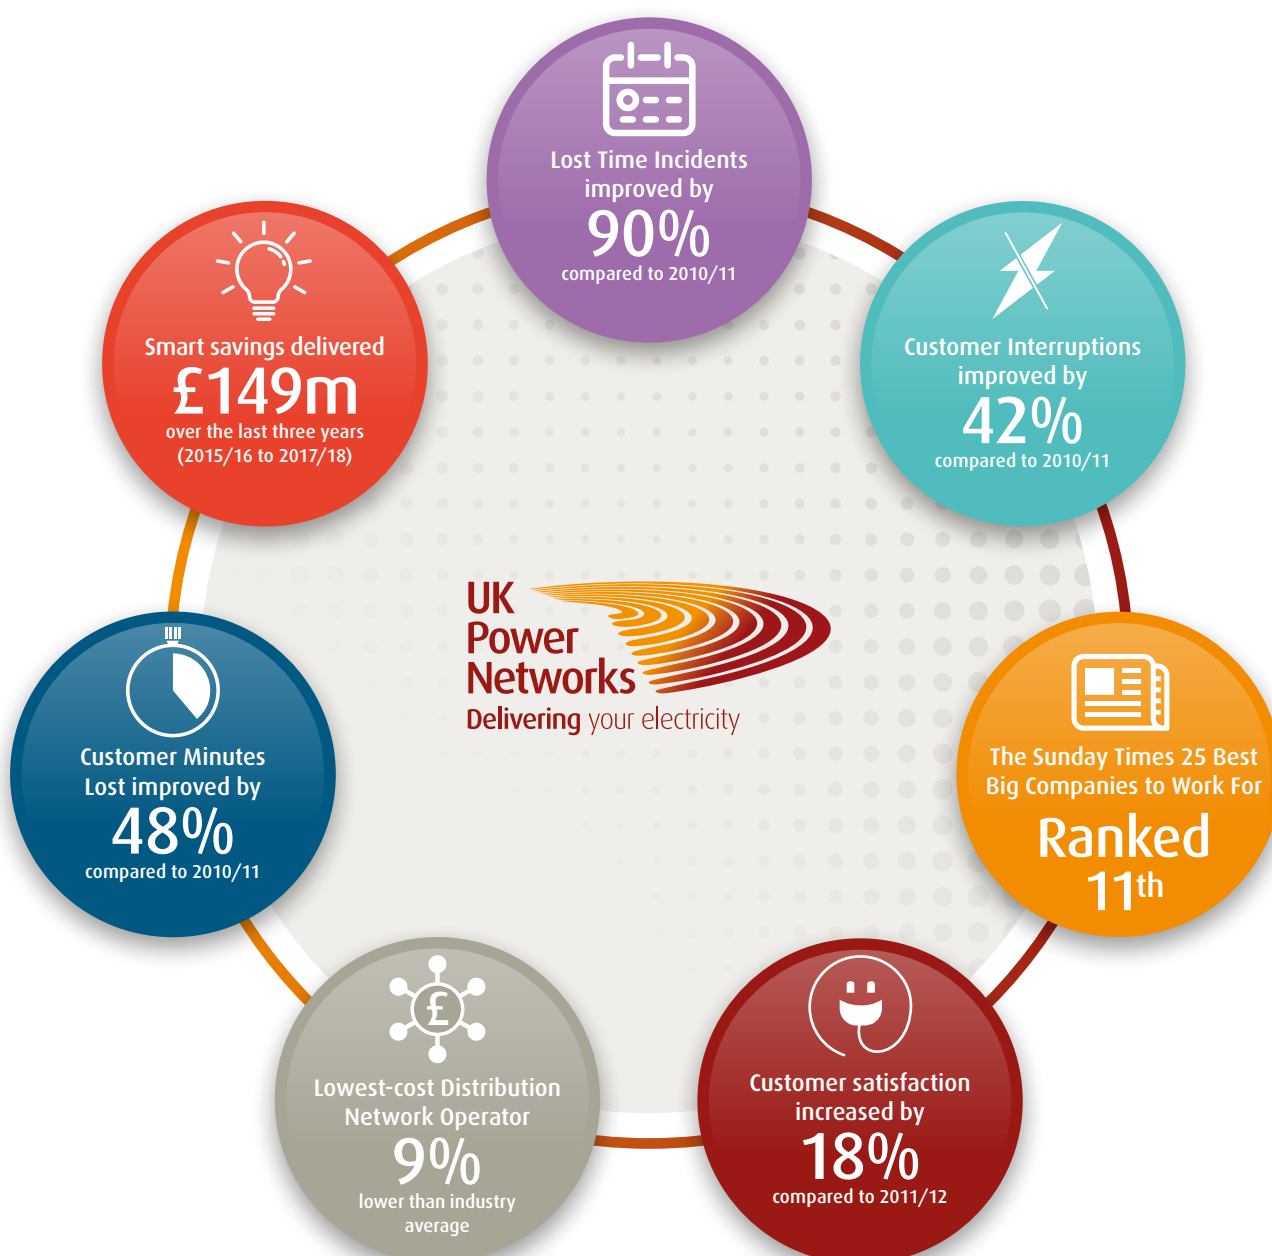 Lost Time Incidents
improved by
90%
compared to 2010/11
Smart savings delivered
£149m
over the last three years
(2015/16 to 2017/18)
Customer Interruptions
improved by
42%
compared to 2010/11
UK
Power
Networks
Delivering your electricity
Customer Minutes
Lost improved by
48%
compared to 2010/11
The Sunday Times 25 Best
Big Companies to Work For
Ranked
11th
£
Lowest-cost Distribution
Network Operator
9%
lower than industry
average
Customer satisfaction
increased by
18%
compared to 2011/12